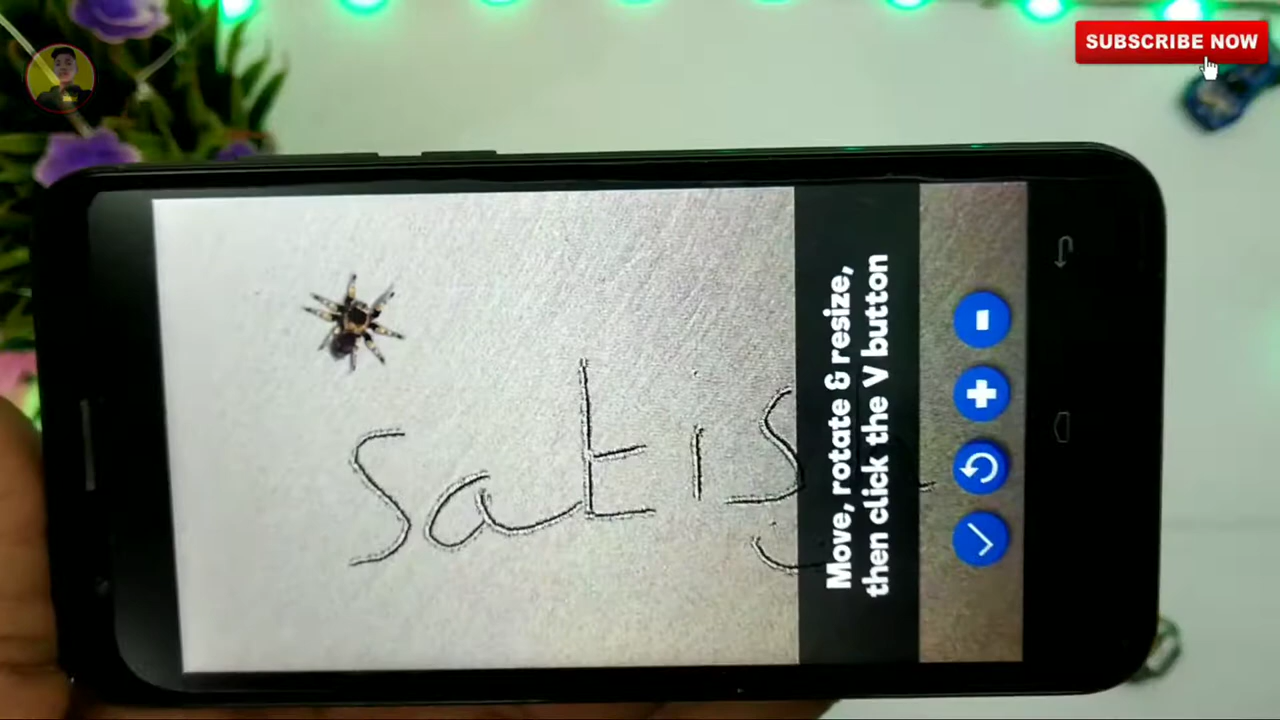 SUBSCRIBE NOW
Move, rotate & resize,
then click the V button
Satis